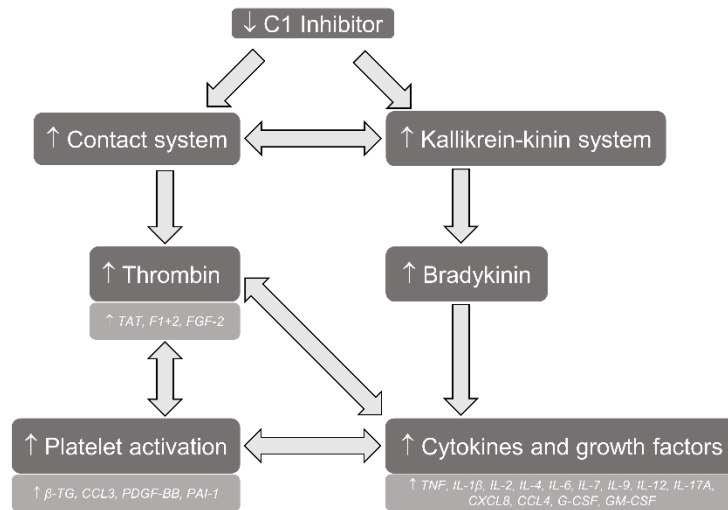 ↓ C1 Inhibitor
↑ Contact system
↑ Kallikrein-kinin system
↑ Thrombin
↑ TAT, F1+2, FGF-2
↑ Bradykinin
↑ Platelet activation
↑ β-TG, CCL3, PDGF-BB, PAI-1
↑ Cytokines and growth factors
↑ TNF, IL-1β, IL-2, IL-4, IL-6, IL-7, IL-9, IL-12, IL-17A,
CXCL8, CCL4, G-CSF, GM-CSF